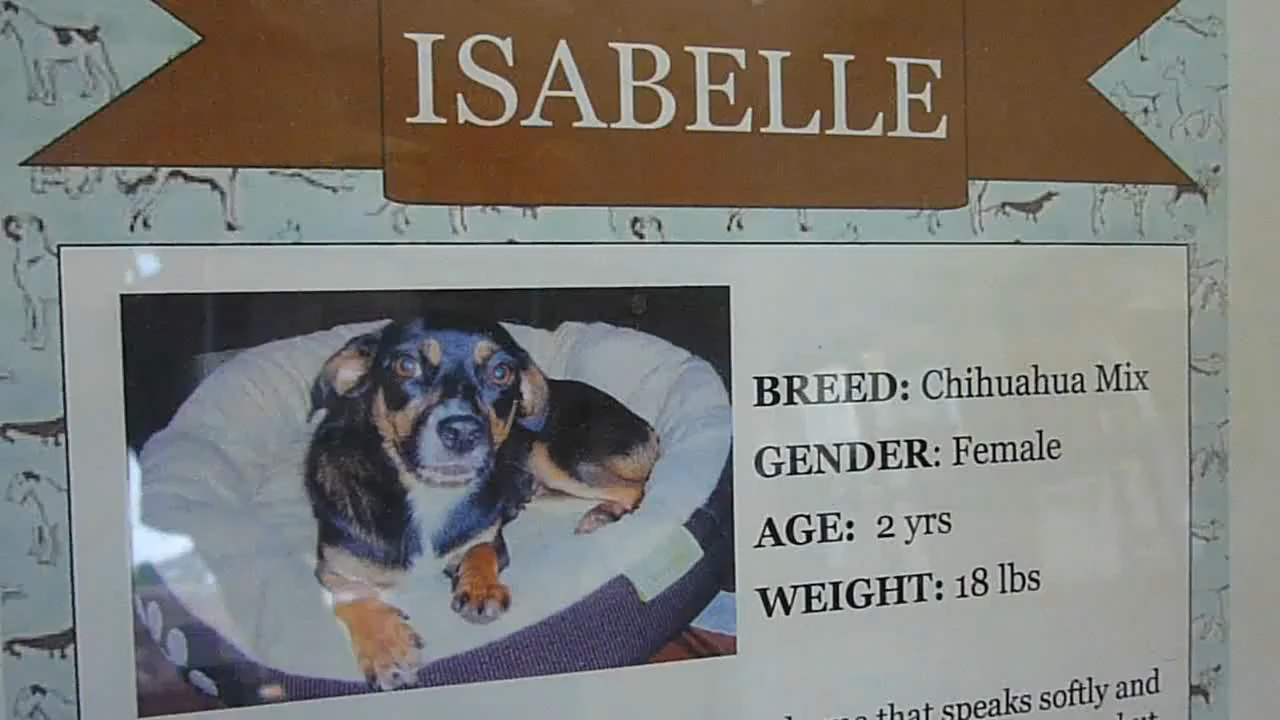 ISABELLE
BREED: Chihuahua Mix
GENDER: Female
AGE: 2 yrs
WEIGHT: 18 lbs
that speaks softly and